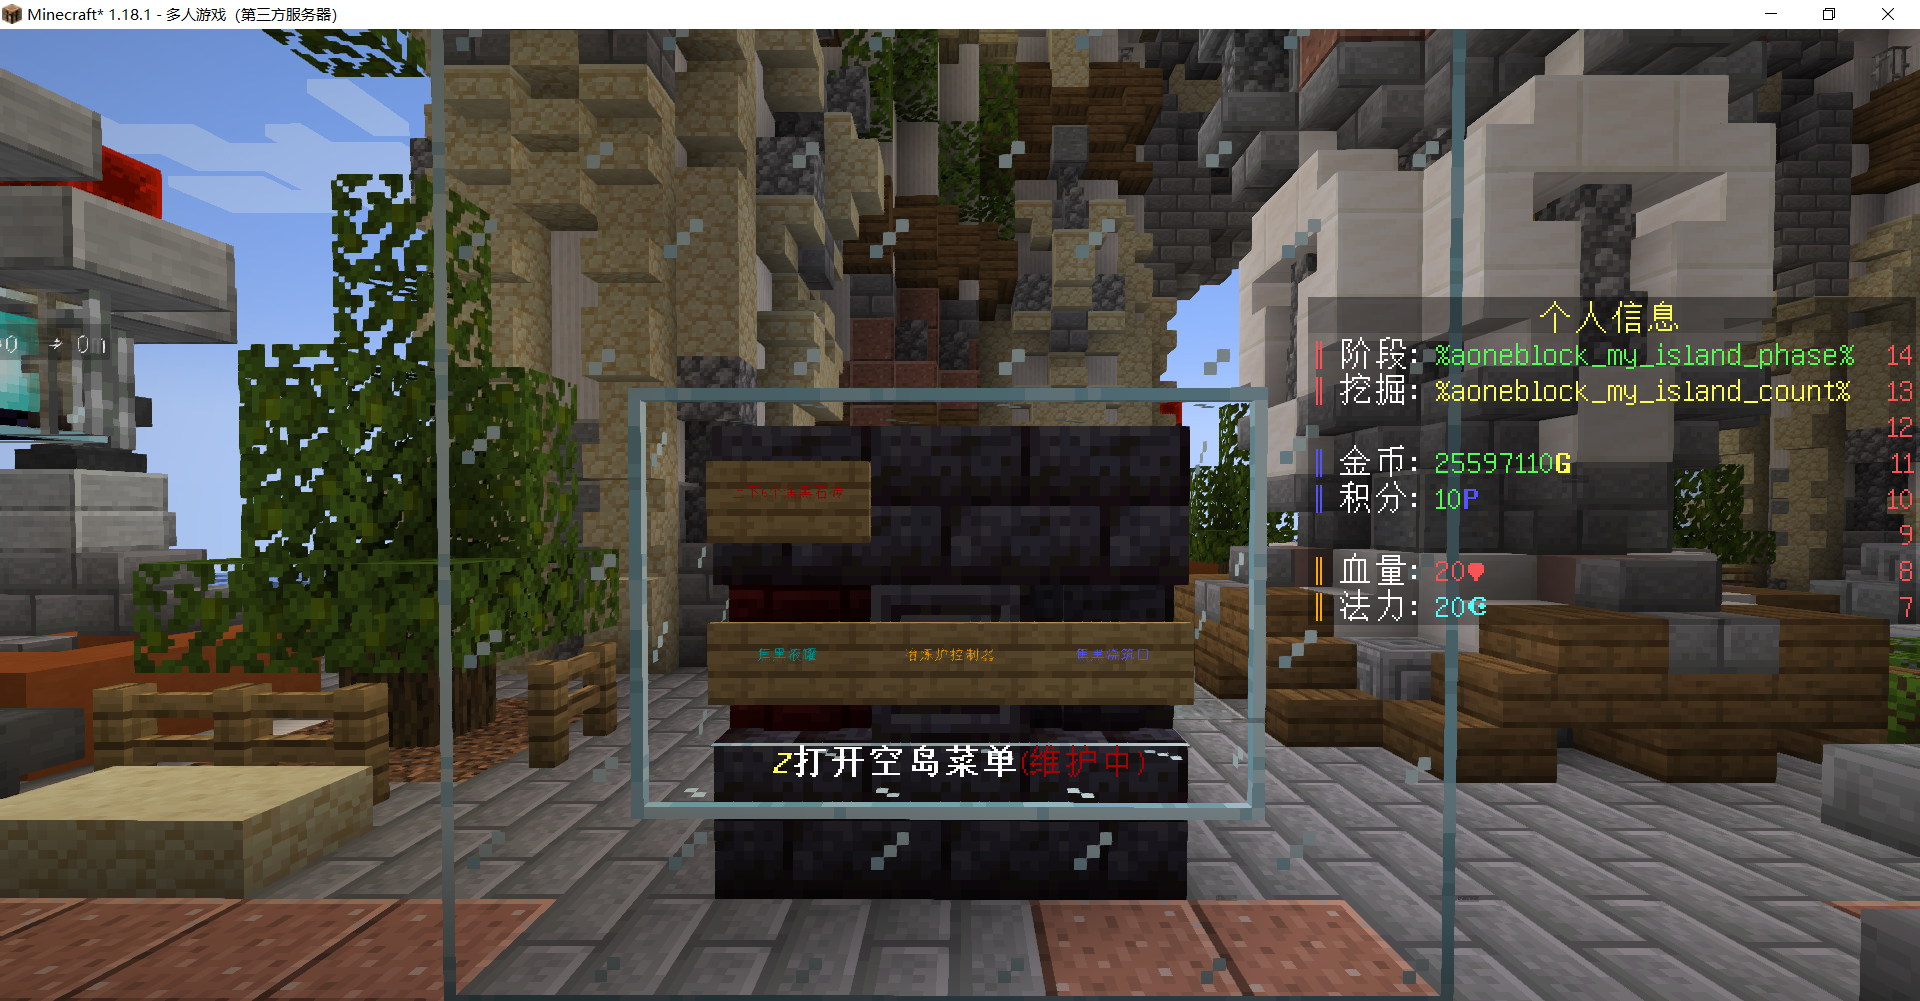 Minecraft* 1.18.1 - 多人游戏（第三方服务器）
0 → 0m
个人信息
阶段: %aoneblock_my_island_phase% 14
挖掘: %aoneblock_my_island_count% 13
12
金币: 25597110G 11
积分: 10P 10
9
血量: 20♥ 8
法力: 20 7
冶炼炉控制器
Z打开空岛菜单(维护中)